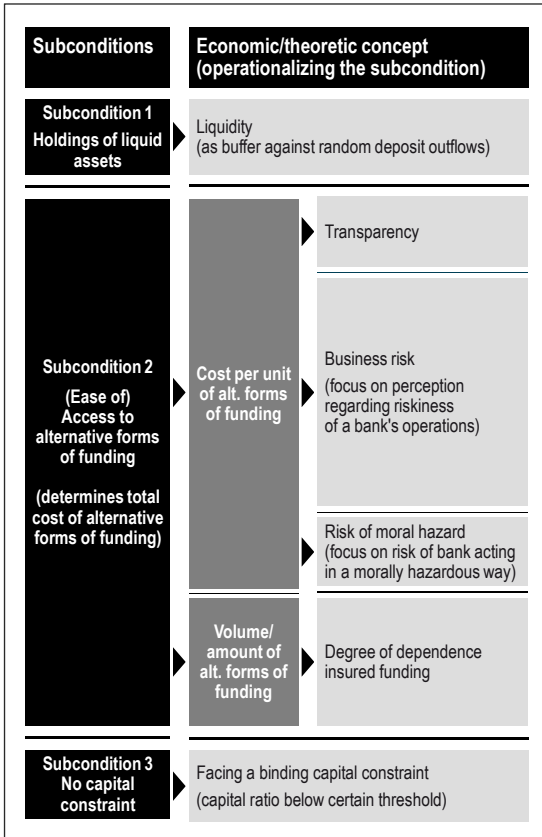 Subconditions
Economic/theoretic concept
(operationalizing the subcondition)
Subcondition 1
Holdings of liquid
assets
Liquidity
(as buffer against random deposit outflows)
Subcondition 2
(Ease of)
Access to
alternative forms
of funding
(determines total
cost of alternative
forms of funding)
Cost per unit
of alt. forms
of funding
Transparency
Business risk
(focus on perception
regarding riskiness
of a bank's operations)
Risk of moral hazard
(focus on risk of bank acting
in a morally hazardous way)
Volume/
amount of
alt. forms of
funding
Degree of dependence
insured funding
Subcondition 3
No capital
constraint
Facing a binding capital constraint
(capital ratio below certain threshold)